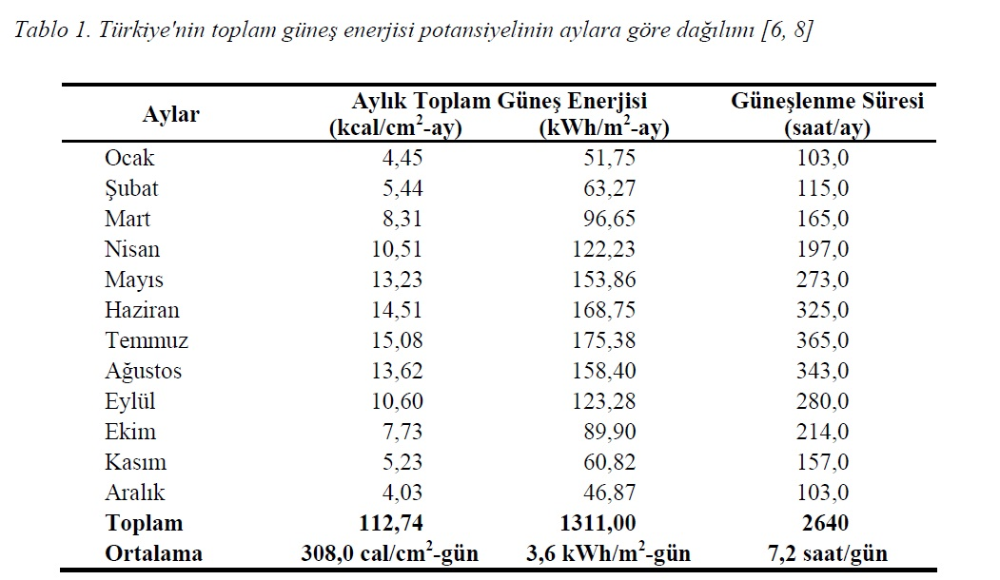 Tablo 1. Türkiye'nin toplam güneş enerjisi potansiyelinin aylara göre dağılımı [6, 8]
Aylar Aylık Toplam Güneş Enerjisi Güneşlenme Süresi
(kcal/cm²-ay) (kWh/m²-ay) (saat/ay)
Ocak 4,45 51,75 103,0
Şubat 5,44 63,27 115,0
Mart 8,31 96,65 165,0
Nisan 10,51 122,23 197,0
Mayıs 13,23 153,86 273,0
Haziran 14,51 168,75 325,0
Temmuz 15,08 175,38 365,0
Ağustos 13,62 158,40 343,0
Eylül 10,60 123,28 280,0
Ekim 7,73 89,90 214,0
Kasım 5,23 60,82 157,0
Aralık 4,03 46,87 103,0
Toplam 112,74 1311,00 2640
Ortalama 308,0 cal/cm²-gün 3,6 kWh/m²-gün 7,2 saat/gün